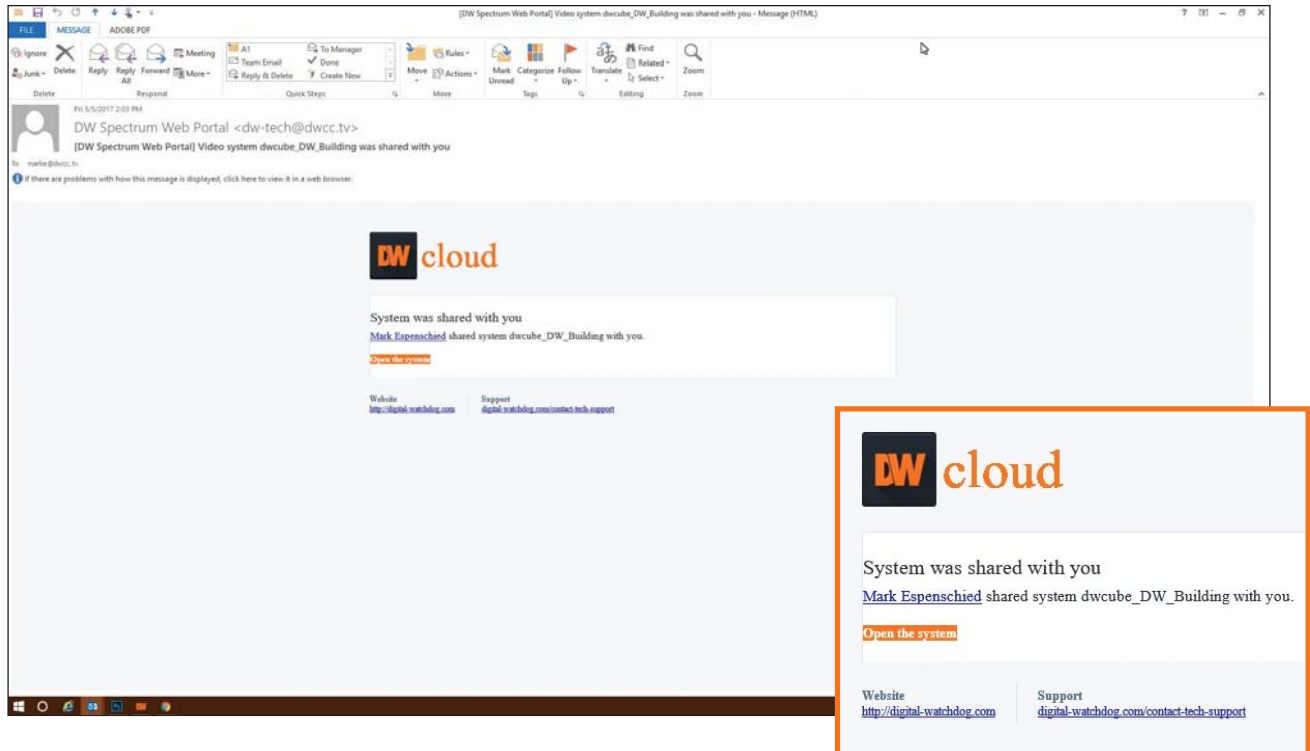 [DW Spectrum Web Portal] Video system dwcube_DW_Building was shared with you - Message (HTML)
FILE MESSAGE ADOBE PDF
Ignore
Junk
Delete
Reply
Reply All
Forward
Meeting
More
A1
Team Email
Reply & Delete
To Manager
Done
Create New
Move
Rules
Actions
Mark Unread
Categorize
Follow Up
Translate
Find
Related
Select
Zoom
Delete Respond Quick Steps Move Tags Editing Zoom
Fri 5/5/2017 2:03 PM
DW Spectrum Web Portal <dw-tech@dwcc.tv>
[DW Spectrum Web Portal] Video system dwcube_DW_Building was shared with you
To
If there are problems with how this message is displayed, click here to view it in a web browser.
DW cloud
System was shared with you
Mark Espenschied shared system dwcube_DW_Building with you.
Open the system
Website Support
http://digital-watchdog.com digital-watchdog.com/contact-tech-support
DW cloud
System was shared with you
Mark Espenschied shared system dwcube_DW_Building with you.
Open the system
Website Support
http://digital-watchdog.com digital-watchdog.com/contact-tech-support